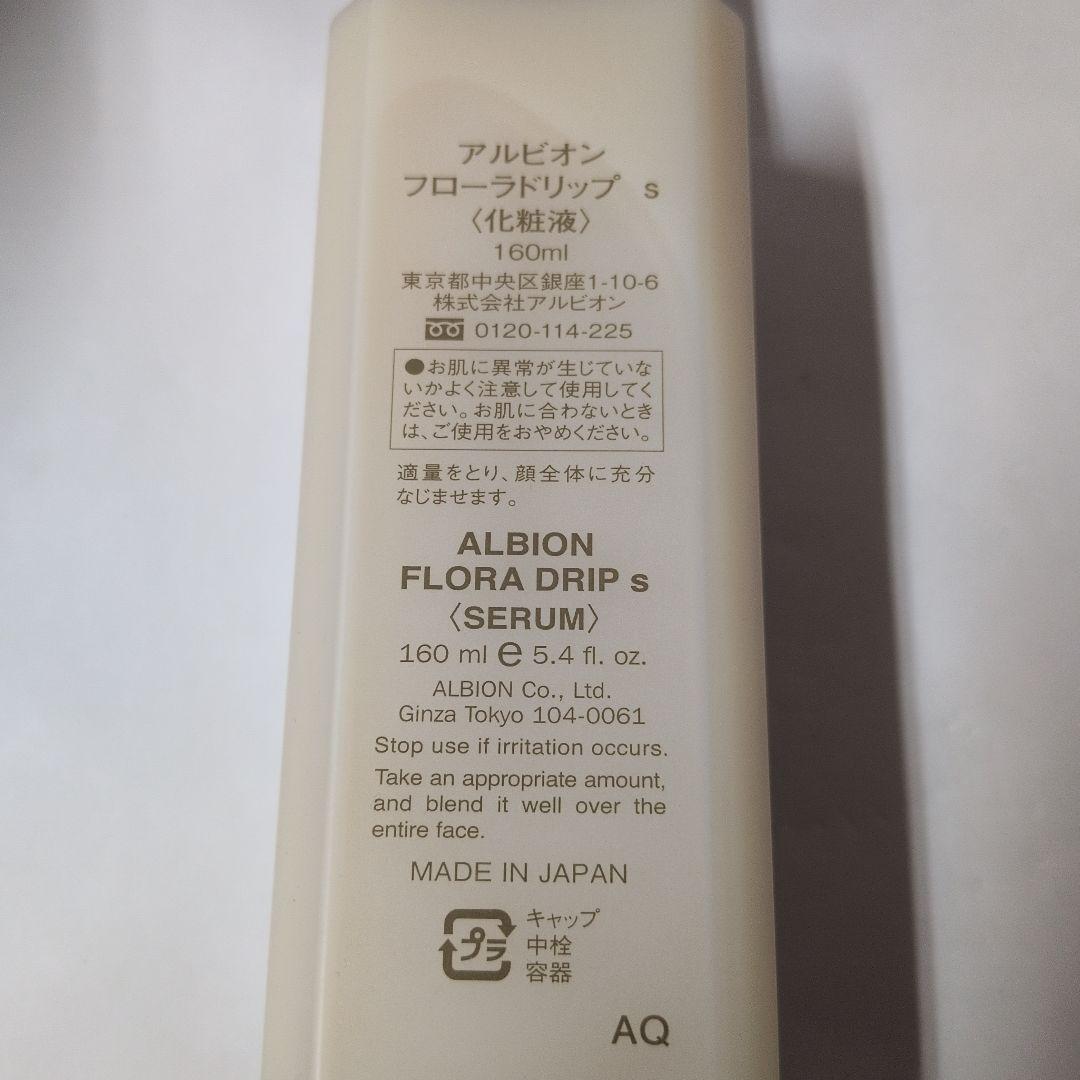 アルビオン
フローラドリップ s
〈化粧液〉
160ml
東京都中央区銀座1-10-6
株式会社アルビオン
0120-114-225
●お肌に異常が生じていな
いかよく注意して使用してく
ださい。お肌に合わないとき
は、ご使用をおやめください。
適量をとり、顔全体に充分
なじませます。
ALBION
FLORA DRIP s
〈SERUM〉
160 ml e 5.4 fl. oz.
ALBION Co., Ltd.
Ginza Tokyo 104-0061
Stop use if irritation occurs.
Take an appropriate amount,
and blend it well over the
entire face.
MADE IN JAPAN
プラ
キャップ
中栓
容器
AQ